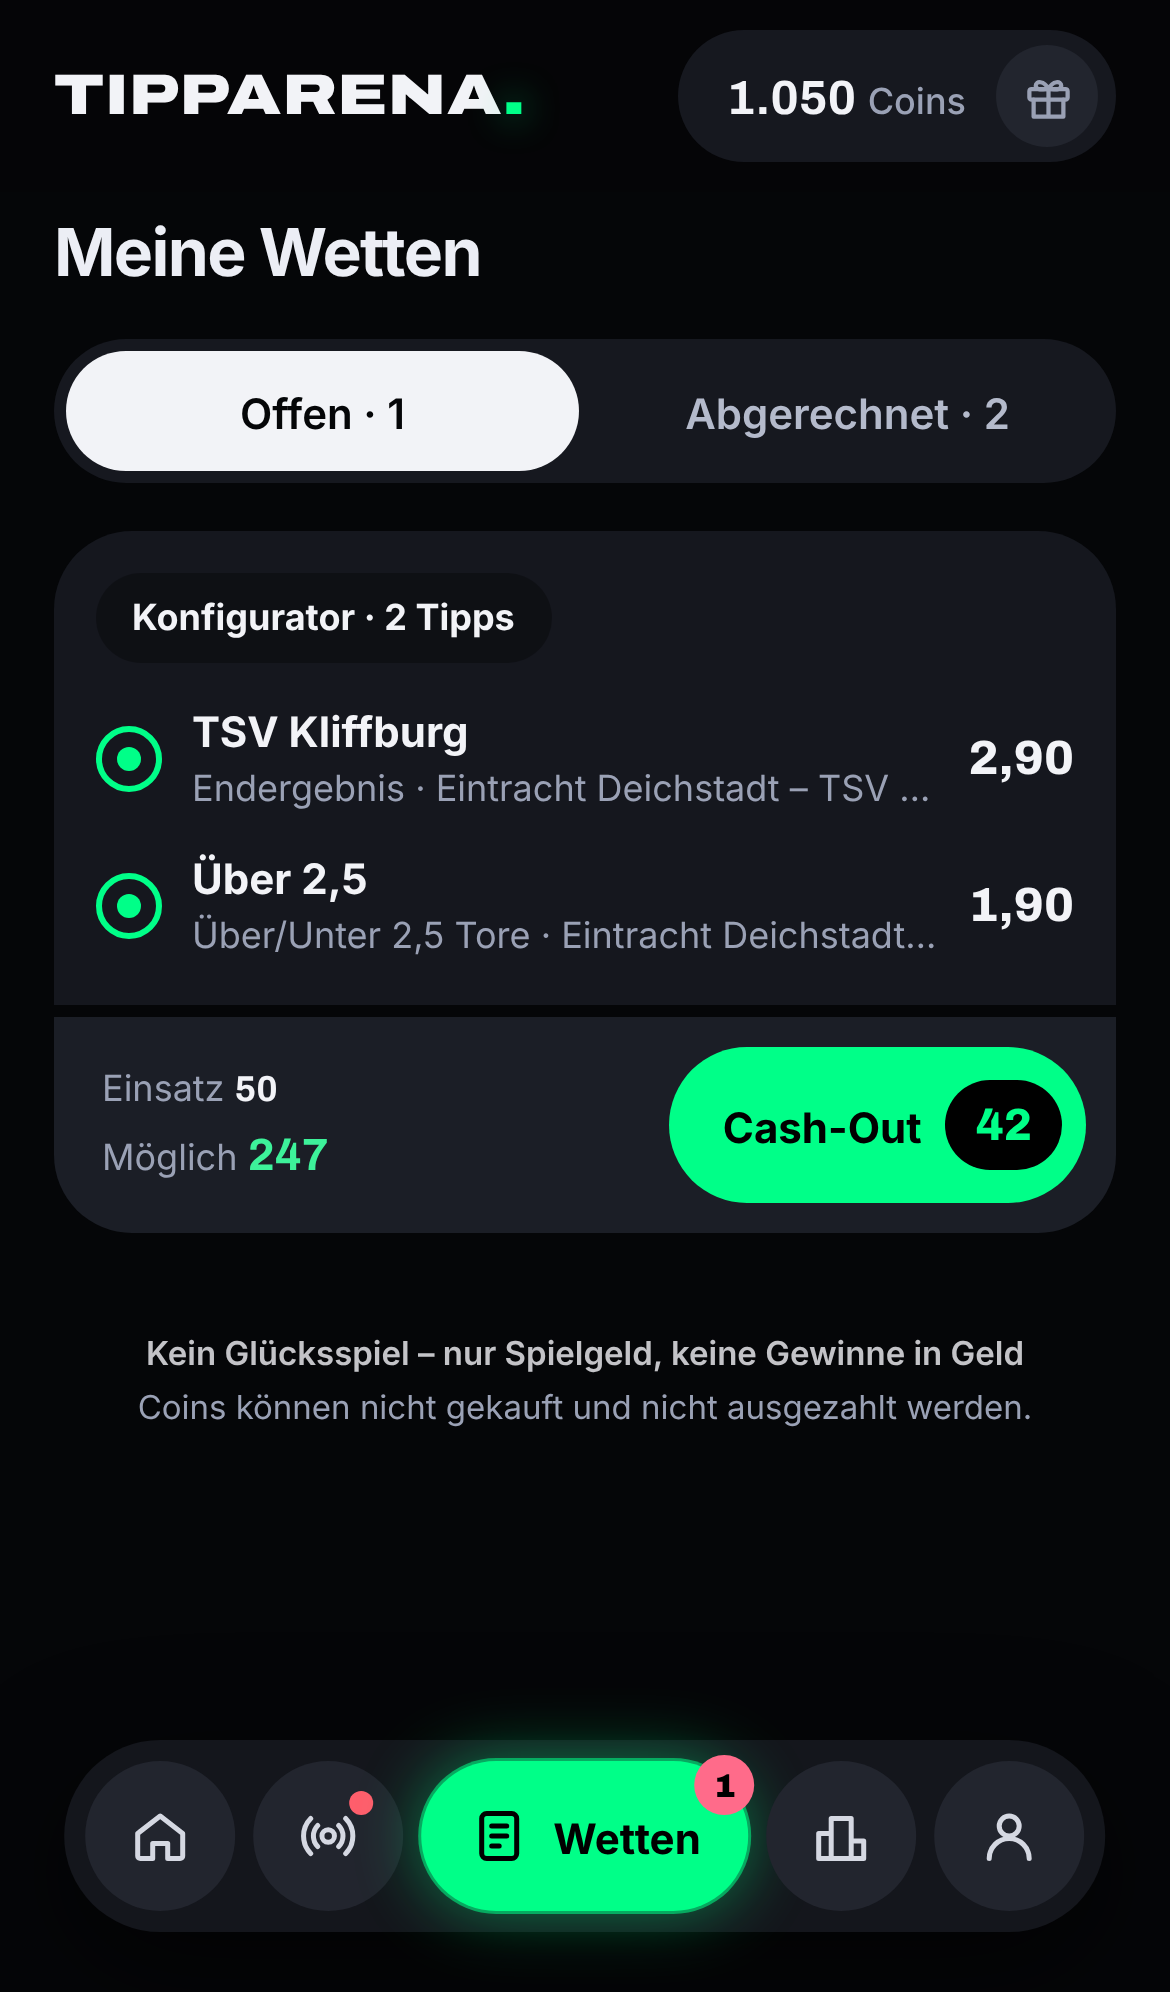 TIPPARENA.
1.050 Coins
Meine Wetten
Offen · 1
Abgerechnet · 2
Konfigurator · 2 Tipps
TSV Kliffburg
Endergebnis · Eintracht Deichstadt – TSV ...
2,90
Über 2,5
Über/Unter 2,5 Tore · Eintracht Deichstadt...
1,90
Einsatz 50
Möglich 247
Cash-Out 42
Kein Glücksspiel – nur Spielgeld, keine Gewinne in Geld
Coins können nicht gekauft und nicht ausgezahlt werden.
Wetten
1